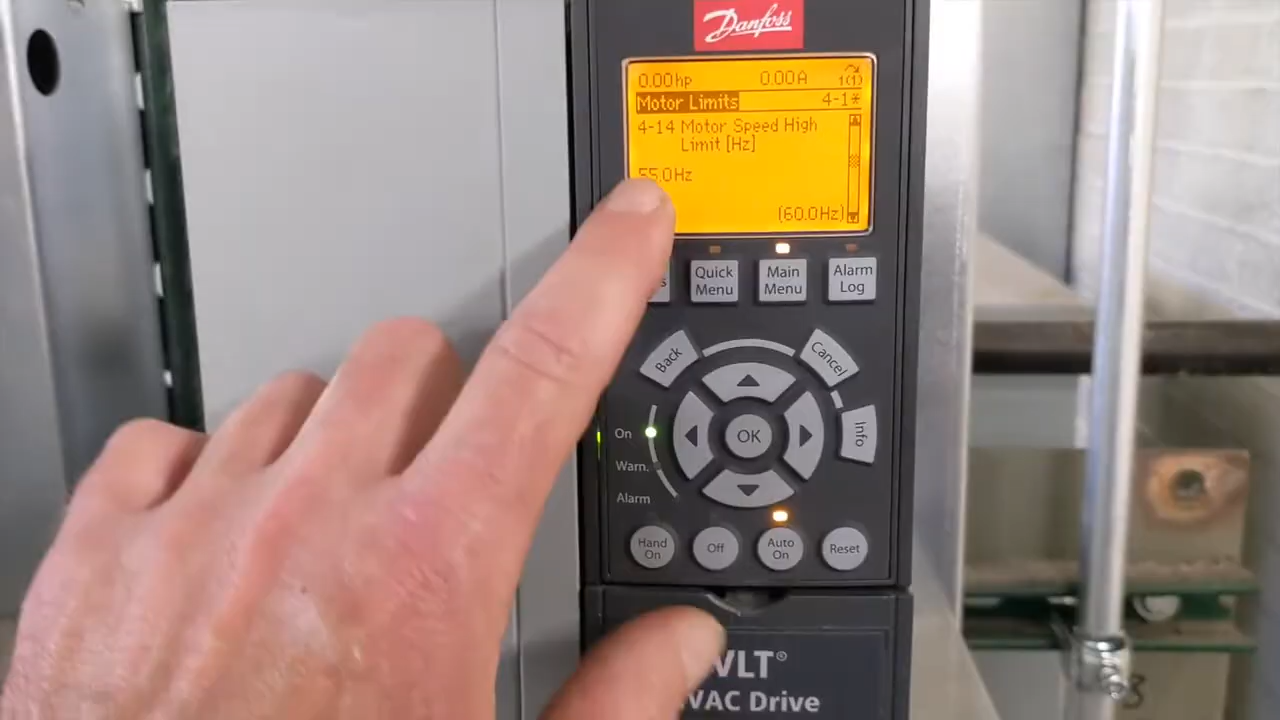 Danfoss
0.00hp 0.00A 1(1)
Motor Limits 4-1*
4-14 Motor Speed High
Limit [Hz]
55.0Hz
(60.0Hz)
Quick
Menu
Main
Menu
Alarm
Log
Back
Cancel
OK
Info
On
Warn.
Alarm
Hand
On
Off
Auto
On
Reset
VLT®
HVAC Drive